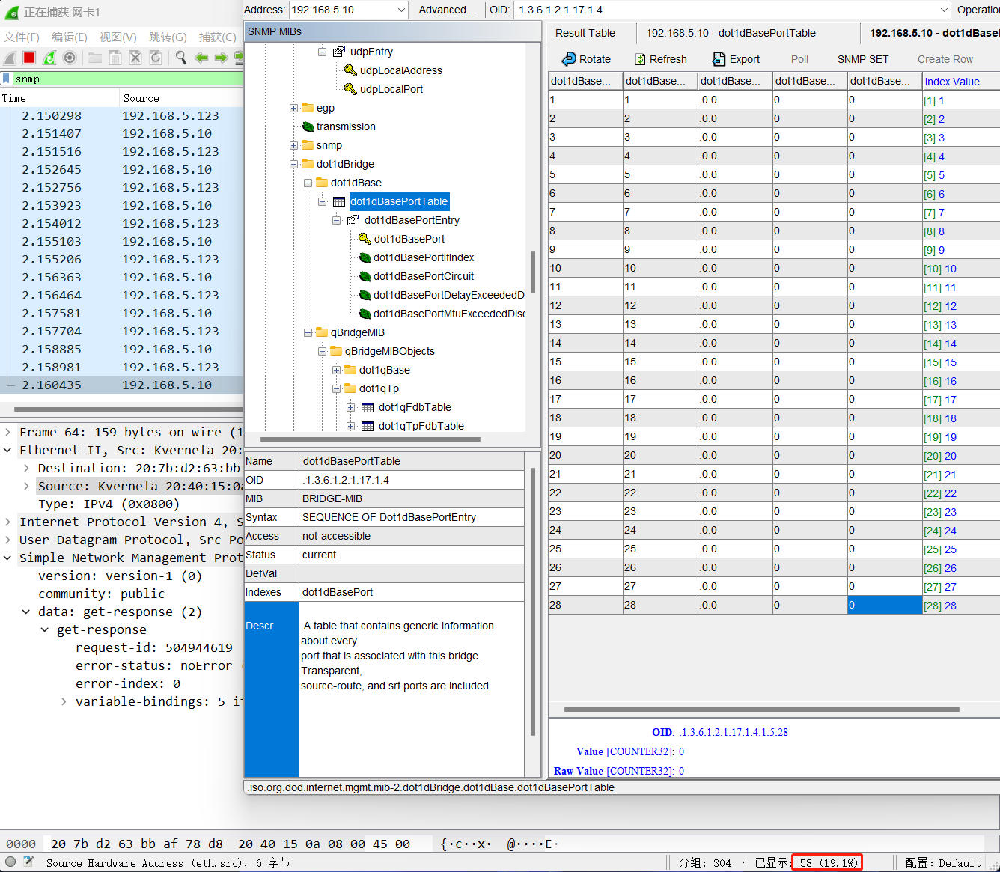 正在捕获 网卡1
文件(F) 编辑(E) 视图(V) 跳转(G) 捕获(C)
snmp
Time Source
2.150298 192.168.5.123
2.151407 192.168.5.10
2.151516 192.168.5.123
2.152645 192.168.5.10
2.152756 192.168.5.123
2.153923 192.168.5.10
2.154012 192.168.5.123
2.155103 192.168.5.10
2.155206 192.168.5.123
2.156363 192.168.5.10
2.156464 192.168.5.123
2.157581 192.168.5.10
2.157704 192.168.5.123
2.158885 192.168.5.10
2.158981 192.168.5.123
2.160435 192.168.5.10
Frame 64: 159 bytes on wire (1
Ethernet II, Src: Kvernela_20:
Destination: 20:7b:d2:63:bb
Source: Kvernela_20:40:15:0a
Type: IPv4 (0x0800)
Internet Protocol Version 4, S
User Datagram Protocol, Src Po
Simple Network Management Prot
version: version-1 (0)
community: public
data: get-response (2)
get-response
request-id: 504944619
error-status: noError (
error-index: 0
variable-bindings: 5 it
Address: 192.168.5.10 Advanced... OID: .1.3.6.1.2.1.17.1.4 Operation
SNMP MIBs
udpEntry
udpLocalAddress
udpLocalPort
egp
transmission
snmp
dot1dBridge
dot1dBase
dot1dBasePortTable
dot1dBasePortEntry
dot1dBasePort
dot1dBasePortIfIndex
dot1dBasePortCircuit
dot1dBasePortDelayExceededD
dot1dBasePortMtuExceededDisc
qBridgeMIB
qBridgeMIBObjects
dot1qBase
dot1qTp
dot1qFdbTable
dot1qTpFdbTable
Name dot1dBasePortTable
OID .1.3.6.1.2.1.17.1.4
MIB BRIDGE-MIB
Syntax SEQUENCE OF Dot1dBasePortEntry
Access not-accessible
Status current
DefVal
Indexes dot1dBasePort
Descr A table that contains generic information
about every
port that is associated with this bridge.
Transparent,
source-route, and srt ports are included.
Result Table 192.168.5.10 - dot1dBasePortTable 192.168.5.10 - dot1dBasel
Rotate Refresh Export Poll SNMP SET Create Row
dot1dBase... dot1dBase... dot1dBase... dot1dBase... dot1dBase... Index Value
1 1 .0.0 0 0 [1] 1
2 2 .0.0 0 0 [2] 2
3 3 .0.0 0 0 [3] 3
4 4 .0.0 0 0 [4] 4
5 5 .0.0 0 0 [5] 5
6 6 .0.0 0 0 [6] 6
7 7 .0.0 0 0 [7] 7
8 8 .0.0 0 0 [8] 8
9 9 .0.0 0 0 [9] 9
10 10 .0.0 0 0 [10] 10
11 11 .0.0 0 0 [11] 11
12 12 .0.0 0 0 [12] 12
13 13 .0.0 0 0 [13] 13
14 14 .0.0 0 0 [14] 14
15 15 .0.0 0 0 [15] 15
16 16 .0.0 0 0 [16] 16
17 17 .0.0 0 0 [17] 17
18 18 .0.0 0 0 [18] 18
19 19 .0.0 0 0 [19] 19
20 20 .0.0 0 0 [20] 20
21 21 .0.0 0 0 [21] 21
22 22 .0.0 0 0 [22] 22
23 23 .0.0 0 0 [23] 23
24 24 .0.0 0 0 [24] 24
25 25 .0.0 0 0 [25] 25
26 26 .0.0 0 0 [26] 26
27 27 .0.0 0 0 [27] 27
28 28 .0.0 0 0 [28] 28
OID: .1.3.6.1.2.1.17.1.4.1.5.28
Value [COUNTER32]: 0
Raw Value [COUNTER32]: 0
.iso.org.dod.internet.mgmt.mib-2.dot1dBridge.dot1dBase.dot1dBasePortTable
0000 20 7b d2 63 bb af 78 d8 20 40 15 0a 08 00 45 00 {·c··x· @····E·
Source Hardware Address (eth.src), 6 字节 分组: 304 · 已显示: 58 (19.1%) 配置: Default